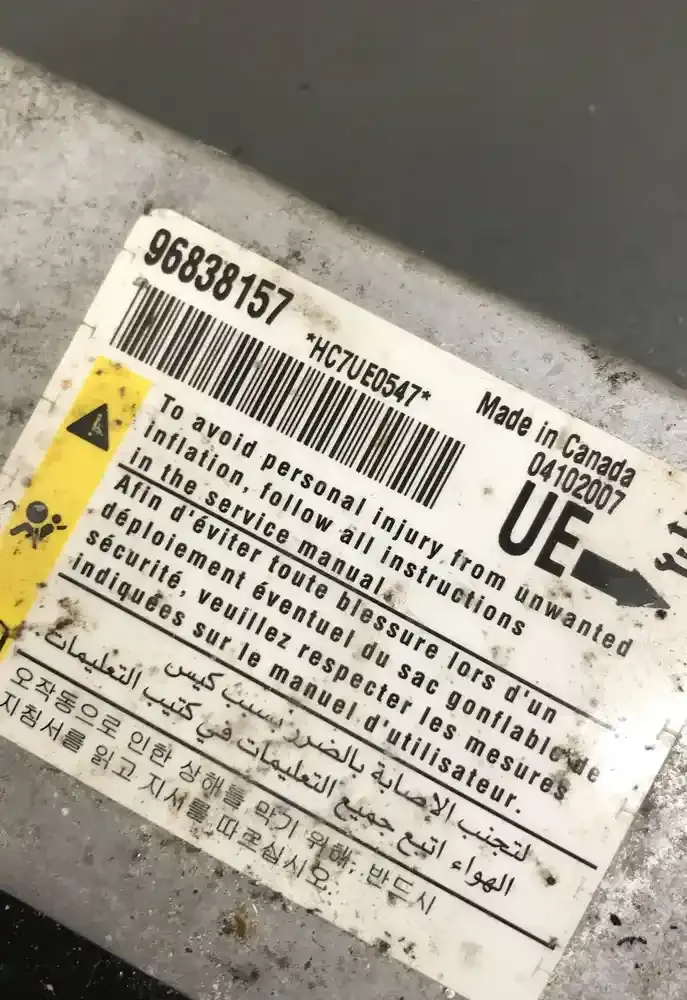 96838157
*HC7UE0547*
Made in Canada
04102007
UE
To avoid personal injury from unwanted
inflation, follow all instructions
in the service manual
Afin d'éviter toute blessure lors d'un
déploiement éventuel du sac gonflable de
sécurité, veuillez respecter les mesures
indiquées sur le manuel d'utilisateur.
لتجنب الإصابة بالضرر بسبب كيس
الهواء اتبع جميع التعليمات في كتيب التعليمات.
오작동으로 인한 상해를 막기 위해, 반드시
지침서를 읽고 지시를 따르십시오.